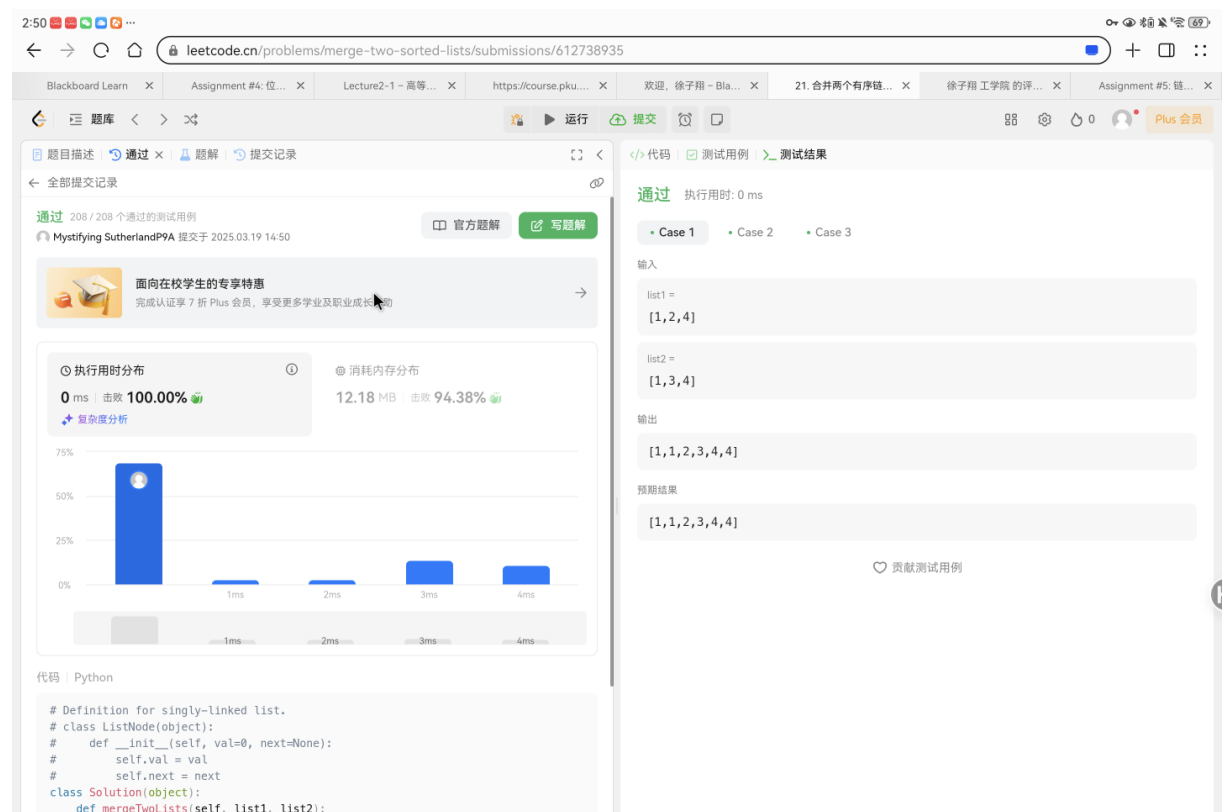 2:50
69
leetcode.cn/problems/merge-two-sorted-lists/submissions/612738935
Blackboard Learn
Assignment #4: 位...
Lecture2-1 – 高等...
https://course.pku....
欢迎，徐子翔 – Bla...
21. 合并两个有序链...
徐子翔 工学院 的评...
Assignment #5: 链...
题库
运行
提交
0
Plus 会员
题目描述
通过
题解
提交记录
全部提交记录
通过 208 / 208 个通过的测试用例
Mystifying SutherlandP9A 提交于 2025.03.19 14:50
官方题解
写题解
面向在校学生的专享特惠
完成认证享 7 折 Plus 会员，享受更多学业及职业成长
执行用时分布
0 ms 击败 100.00%
复杂度分析
消耗内存分布
12.18 MB 击败 94.38%
75%
50%
25%
0%
1ms 2ms 3ms 4ms
1ms 2ms 3ms 4ms
代码 Python
# Definition for singly-linked list.
# class ListNode(object):
#     def __init__(self, val=0, next=None):
#         self.val = val
#         self.next = next
class Solution(object):
    def mergeTwoLists(self, list1, list2):
代码
测试用例
测试结果
通过 执行用时: 0 ms
Case 1
Case 2
Case 3
输入
list1 =
[1,2,4]
list2 =
[1,3,4]
输出
[1,1,2,3,4,4]
预期结果
[1,1,2,3,4,4]
贡献测试用例